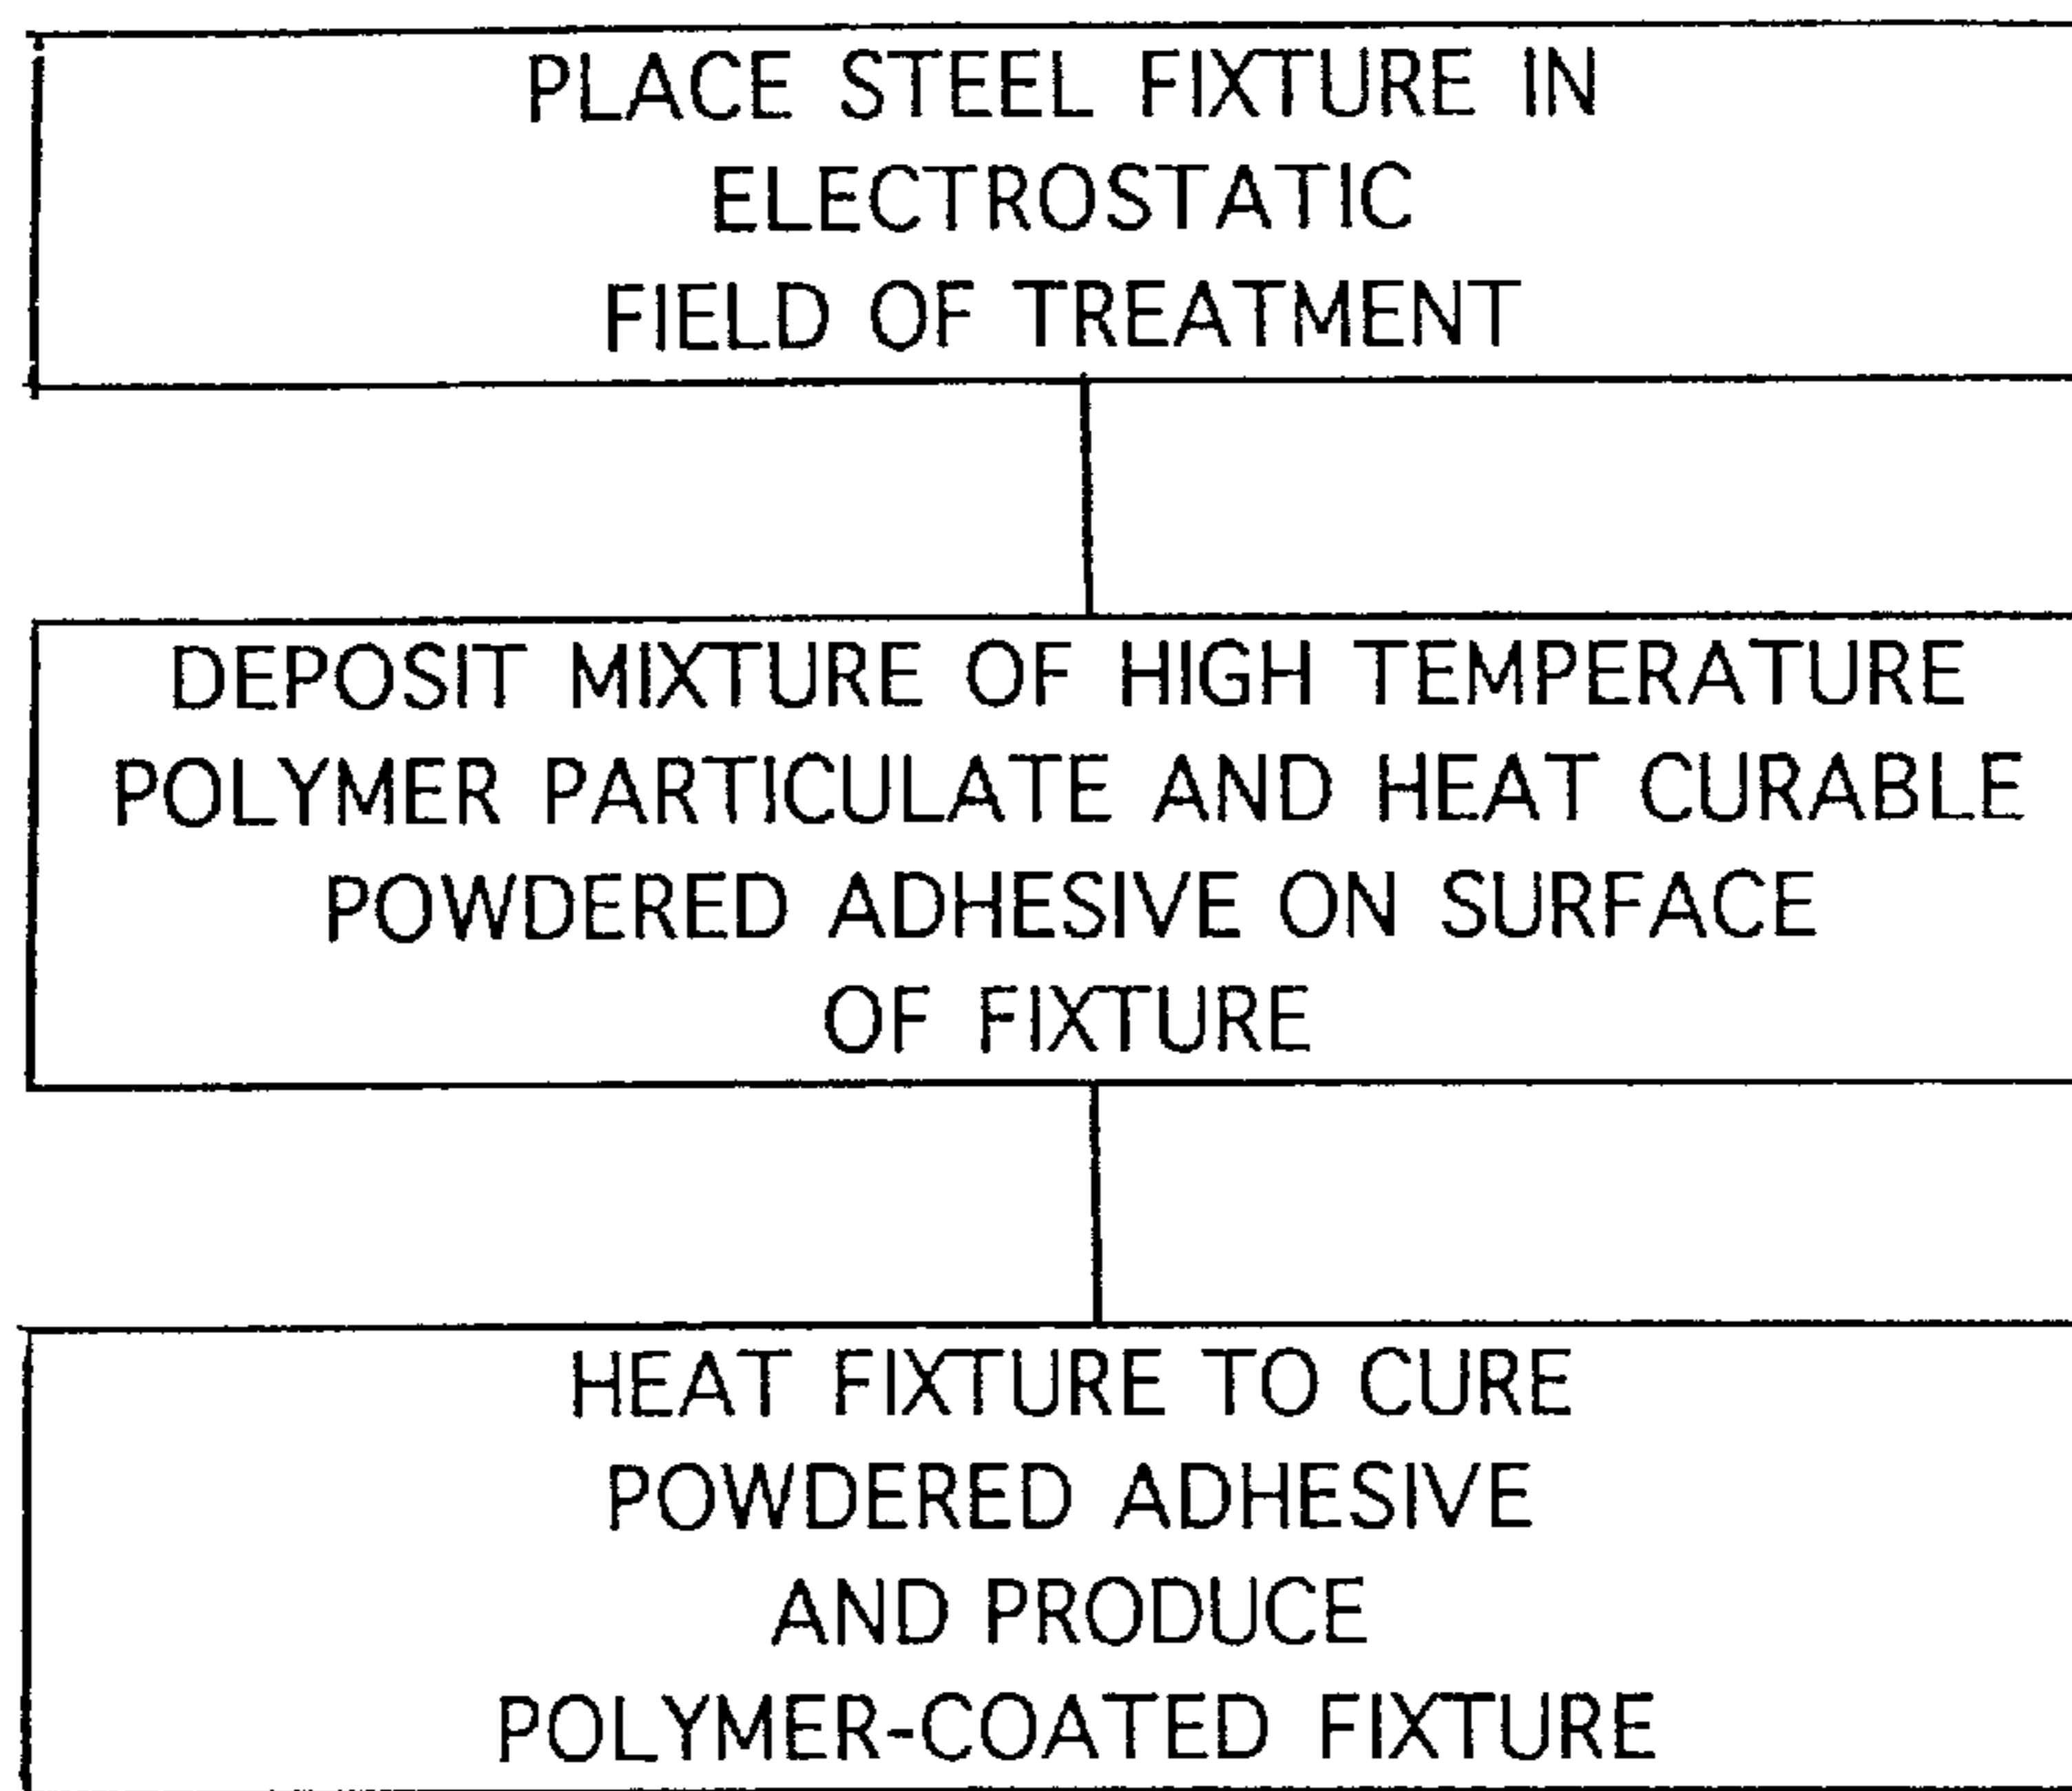 PLACE STEEL FIXTURE IN
ELECTROSTATIC
FIELD OF TREATMENT
DEPOSIT MIXTURE OF HIGH TEMPERATURE
POLYMER PARTICULATE AND HEAT CURABLE
POWDERED ADHESIVE ON SURFACE
OF FIXTURE
HEAT FIXTURE TO CURE
POWDERED ADHESIVE
AND PRODUCE
POLYMER-COATED FIXTURE